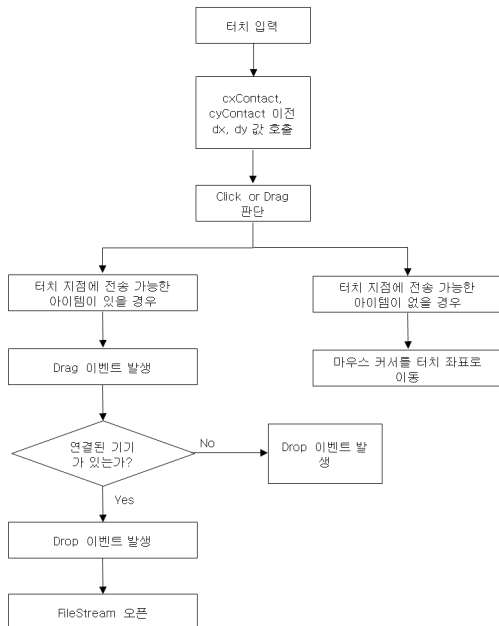 터치 입력
cxContact,
cyContact 이전
dx, dy 값 호출
Click or Drag
판단
터치 지점에 전송 가능한
아이템이 있을 경우
터치 지점에 전송 가능한
아이템이 없을 경우
Drag 이벤트 발생
마우스 커서를 터치 좌표로
이동
연결된 기기
가 있는가?
No
Drop 이벤트 발
생
Yes
Drop 이벤트 발생
FileStream 오픈